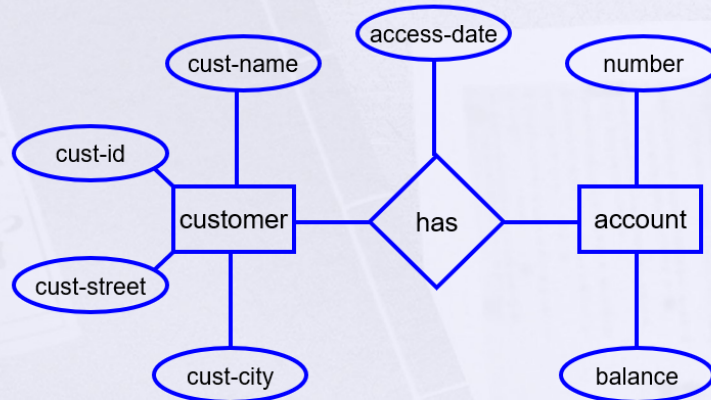 access-date
cust-name
number
cust-id
customer
has
account
cust-street
cust-city
balance